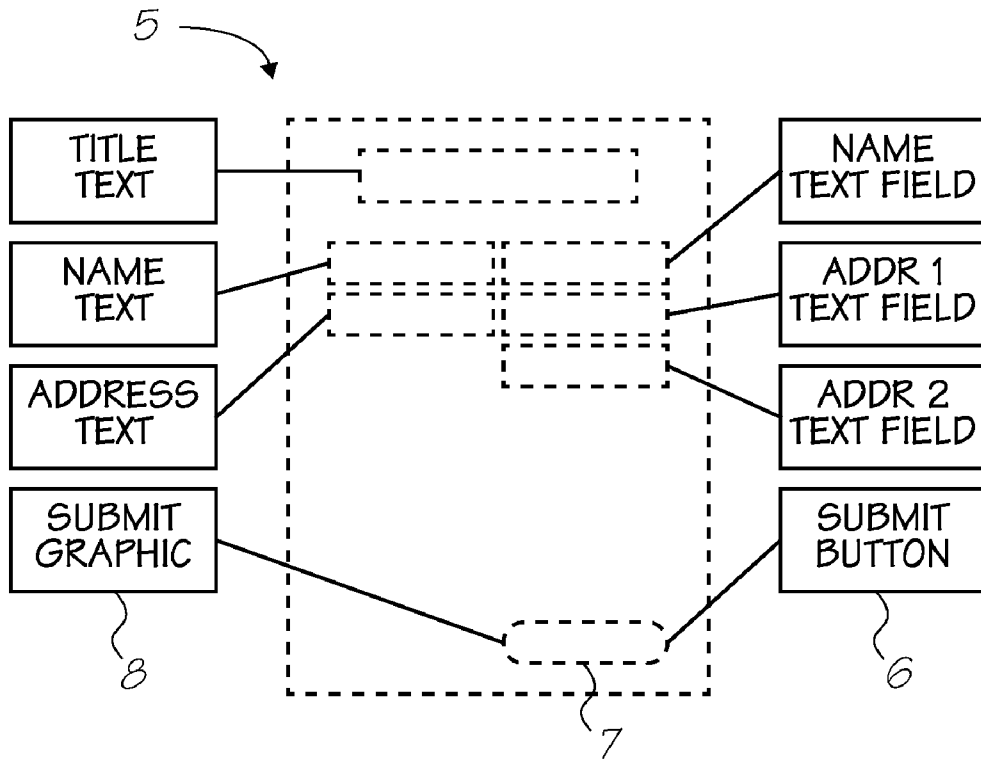 5
TITLE
TEXT
NAME
TEXT
ADDRESS
TEXT
SUBMIT
GRAPHIC
8
NAME
TEXT FIELD
ADDR 1
TEXT FIELD
ADDR 2
TEXT FIELD
SUBMIT
BUTTON
6
7